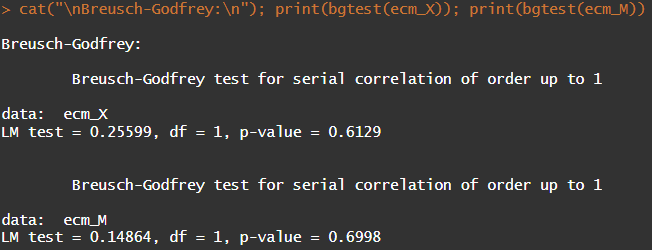 > cat("\nBreusch-Godfrey:\n"); print(bgtest(ecm_X)); print(bgtest(ecm_M))
Breusch-Godfrey:
Breusch-Godfrey test for serial correlation of order up to 1
data:  ecm_X
LM test = 0.25599, df = 1, p-value = 0.6129
Breusch-Godfrey test for serial correlation of order up to 1
data:  ecm_M
LM test = 0.14864, df = 1, p-value = 0.6998